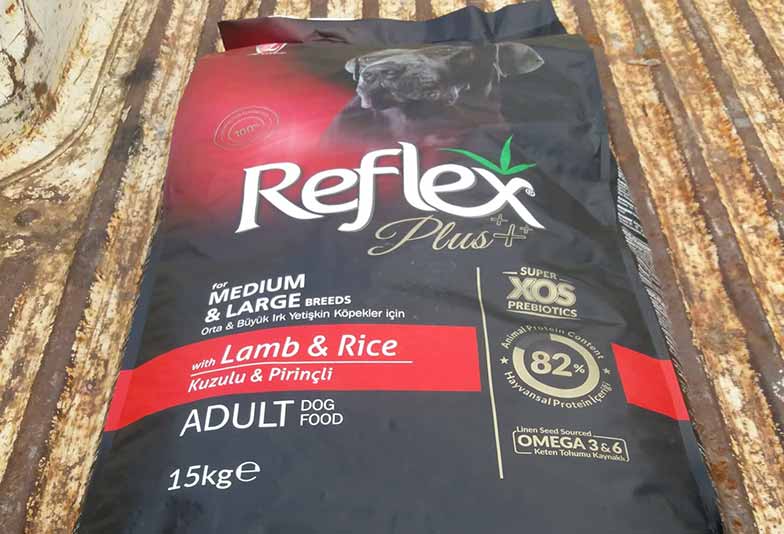 100%
Reflex
Plus
for
MEDIUM
& LARGE BREEDS
Orta & Büyük Irk Yetişkin Köpekler için
with Lamb & Rice
Kuzulu & Pirinçli
ADULT DOG
FOOD
15kg℮
SUPER
XOS
PREBIOTICS
Animal Protein Content
82%
Hayvansal Protein İçeriği
Linen Seed Sourced
OMEGA 3&6
Keten Tohumu Kaynaklı